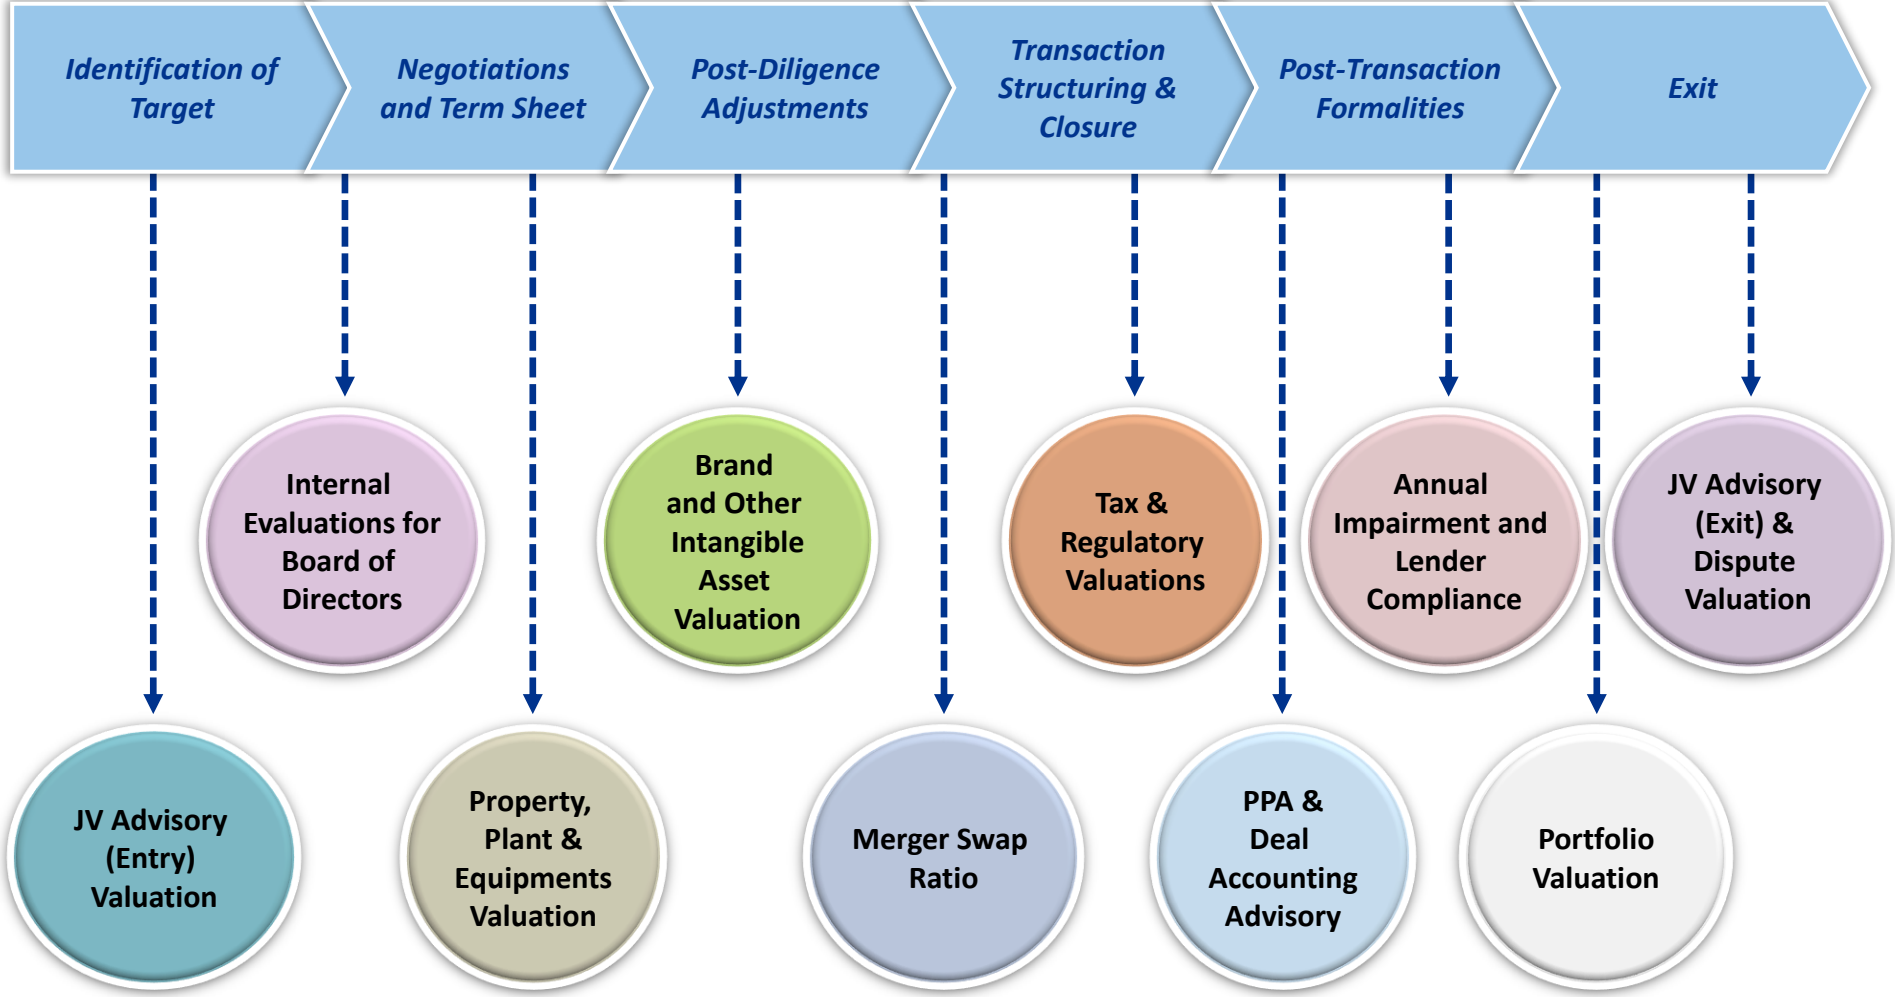 Identification of
Target
Negotiations
and Term Sheet
Post-Diligence
Adjustments
Transaction
Structuring &
Closure
Post-Transaction
Formalities
Exit
Internal
Evaluations for
Board of
Directors
Brand
and Other
Intangible
Asset
Valuation
Tax &
Regulatory
Valuations
Annual
Impairment and
Lender
Compliance
JV Advisory
(Exit) &
Dispute
Valuation
JV Advisory
(Entry)
Valuation
Property,
Plant &
Equipments
Valuation
Merger Swap
Ratio
PPA &
Deal
Accounting
Advisory
Portfolio
Valuation